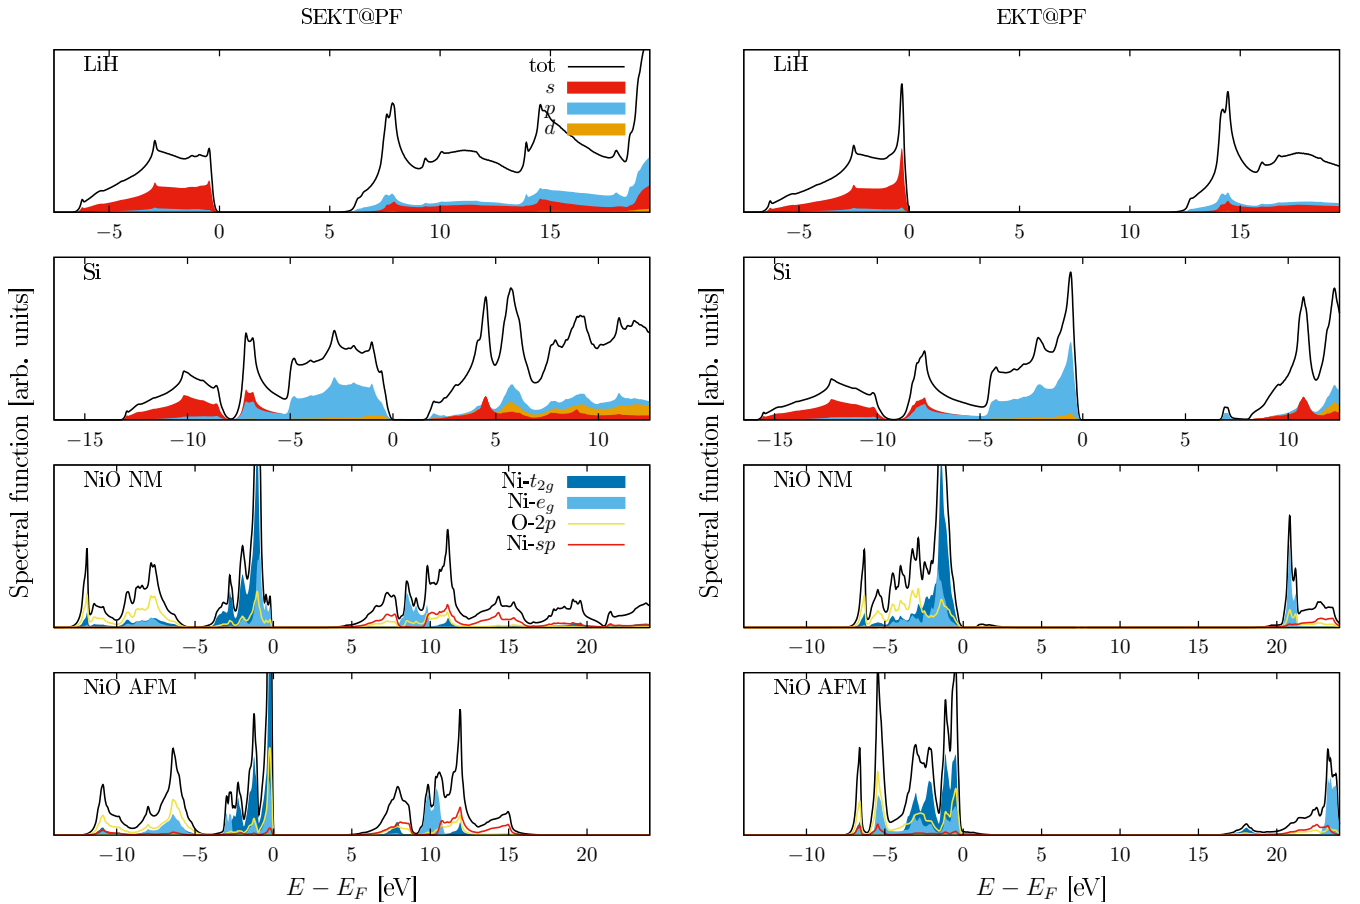 SEKT@PF
EKT@PF
LiH
tot
s
p
d
−5 0 5 10 15
LiH
−5 0 5 10 15
Si
−15 −10 −5 0 5 10
Si
−15 −10 −5 0 5 10
Spectral function [arb. units]
Spectral function [arb. units]
NiO NM
Ni-t2g
Ni-eg
O-2p
Ni-sp
−10 −5 0 5 10 15 20
NiO NM
−10 −5 0 5 10 15 20
NiO AFM
−10 −5 0 5 10 15 20
E − EF [eV]
NiO AFM
−10 −5 0 5 10 15 20
E − EF [eV]